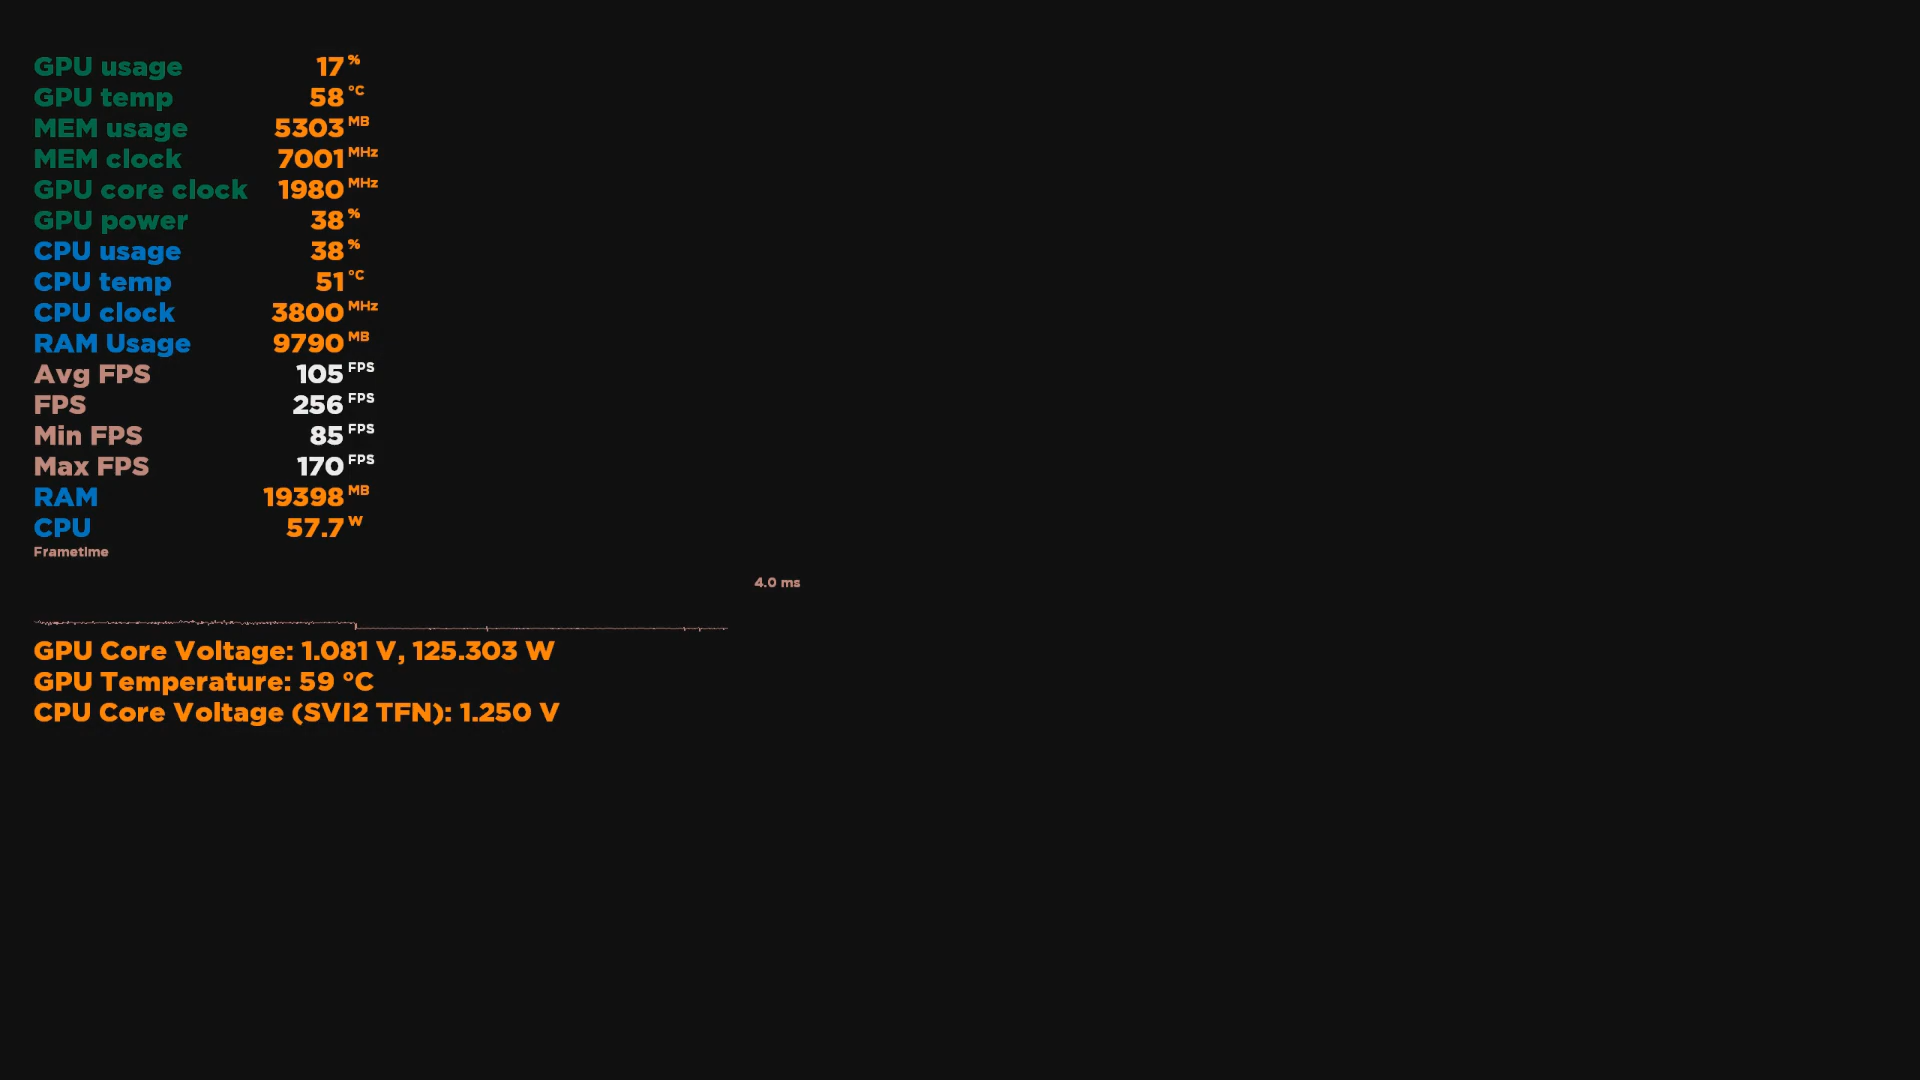 GPU usage 17 %
GPU temp 58 °C
MEM usage 5303 MB
MEM clock 7001 MHz
GPU core clock 1980 MHz
GPU power 38 %
CPU usage 38 %
CPU temp 51 °C
CPU clock 3800 MHz
RAM Usage 9790 MB
Avg FPS 105 FPS
FPS 256 FPS
Min FPS 85 FPS
Max FPS 170 FPS
RAM 19398 MB
CPU 57.7 W
Frametime
4.0 ms
GPU Core Voltage: 1.081 V, 125.303 W
GPU Temperature: 59 °C
CPU Core Voltage (SVI2 TFN): 1.250 V